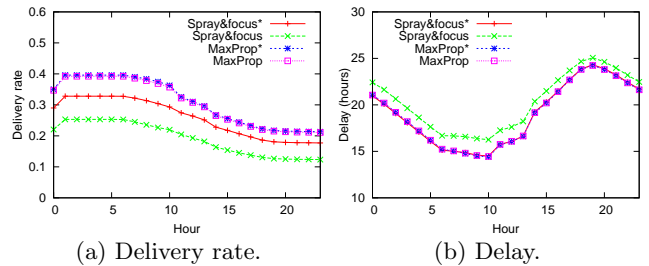 Delivery rate
0.6
0.5
0.4
0.3
0.2
0.1
0
Spray&focus*
Spray&focus
MaxProp*
MaxProp
0 5 10 15 20
Hour
(a) Delivery rate.
Delay (hours)
30
25
20
15
10
Spray&focus*
Spray&focus
MaxProp*
MaxProp
0 5 10 15 20
Hour
(b) Delay.